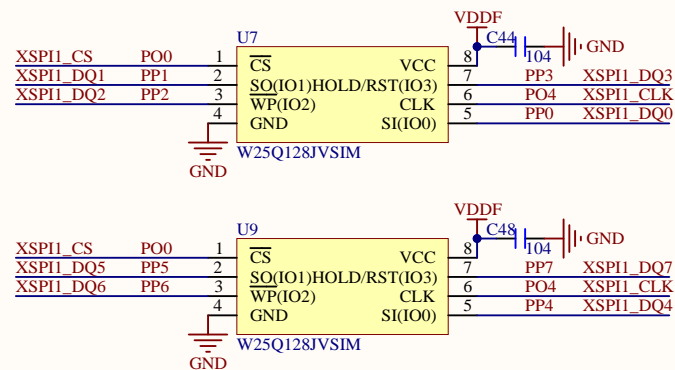 VDDF
U7 C44 GND
XSPI1_CS PO0 1 CS VCC 8 104
XSPI1_DQ1 PP1 2 SO(IO1)HOLD/RST(IO3) 7 PP3 XSPI1_DQ3
XSPI1_DQ2 PP2 3 WP(IO2) CLK 6 PO4 XSPI1_CLK
4 GND SI(IO0) 5 PP0 XSPI1_DQ0
W25Q128JVSIM
GND
VDDF
U9 C48 GND
XSPI1_CS PO0 1 CS VCC 8 104
XSPI1_DQ5 PP5 2 SO(IO1)HOLD/RST(IO3) 7 PP7 XSPI1_DQ7
XSPI1_DQ6 PP6 3 WP(IO2) CLK 6 PO4 XSPI1_CLK
4 GND SI(IO0) 5 PP4 XSPI1_DQ4
W25Q128JVSIM
GND